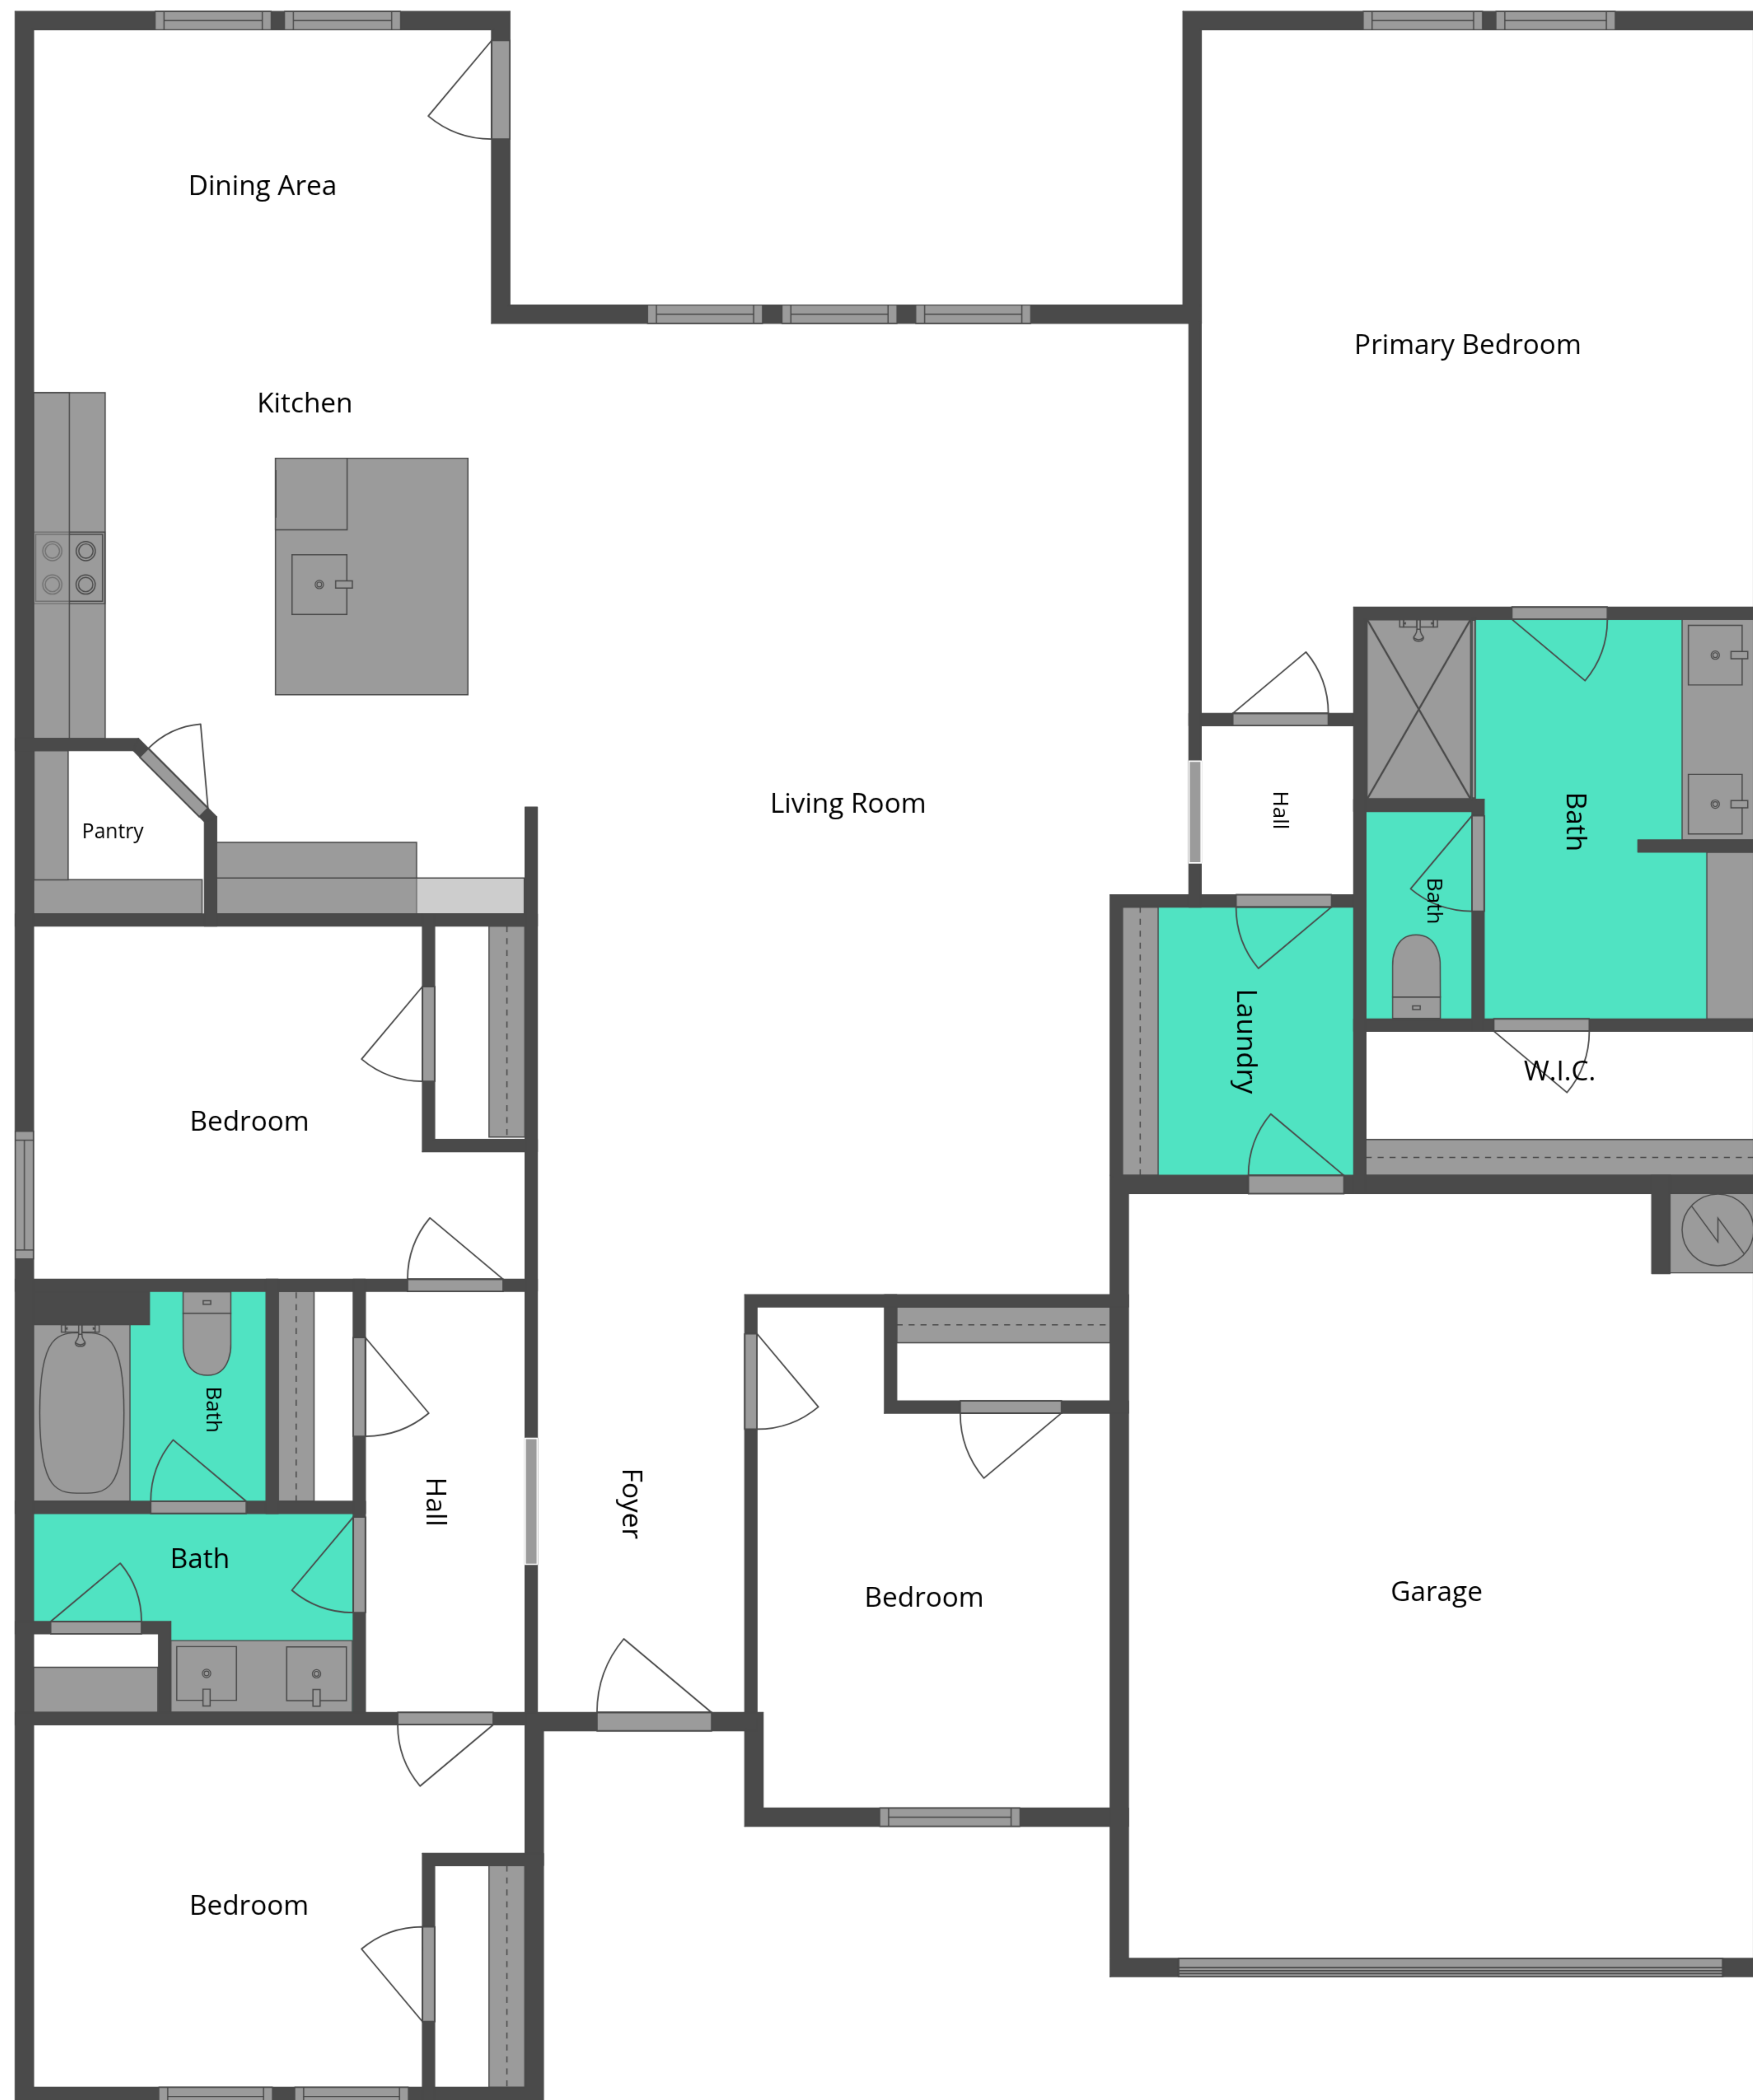 Dining Area
Primary Bedroom
Kitchen
Living Room
Hall
Bath
Pantry
Bath
Laundry
W.I.C.
Bedroom
Bath
Hall
Foyer
Bath
Bedroom
Garage
Bedroom